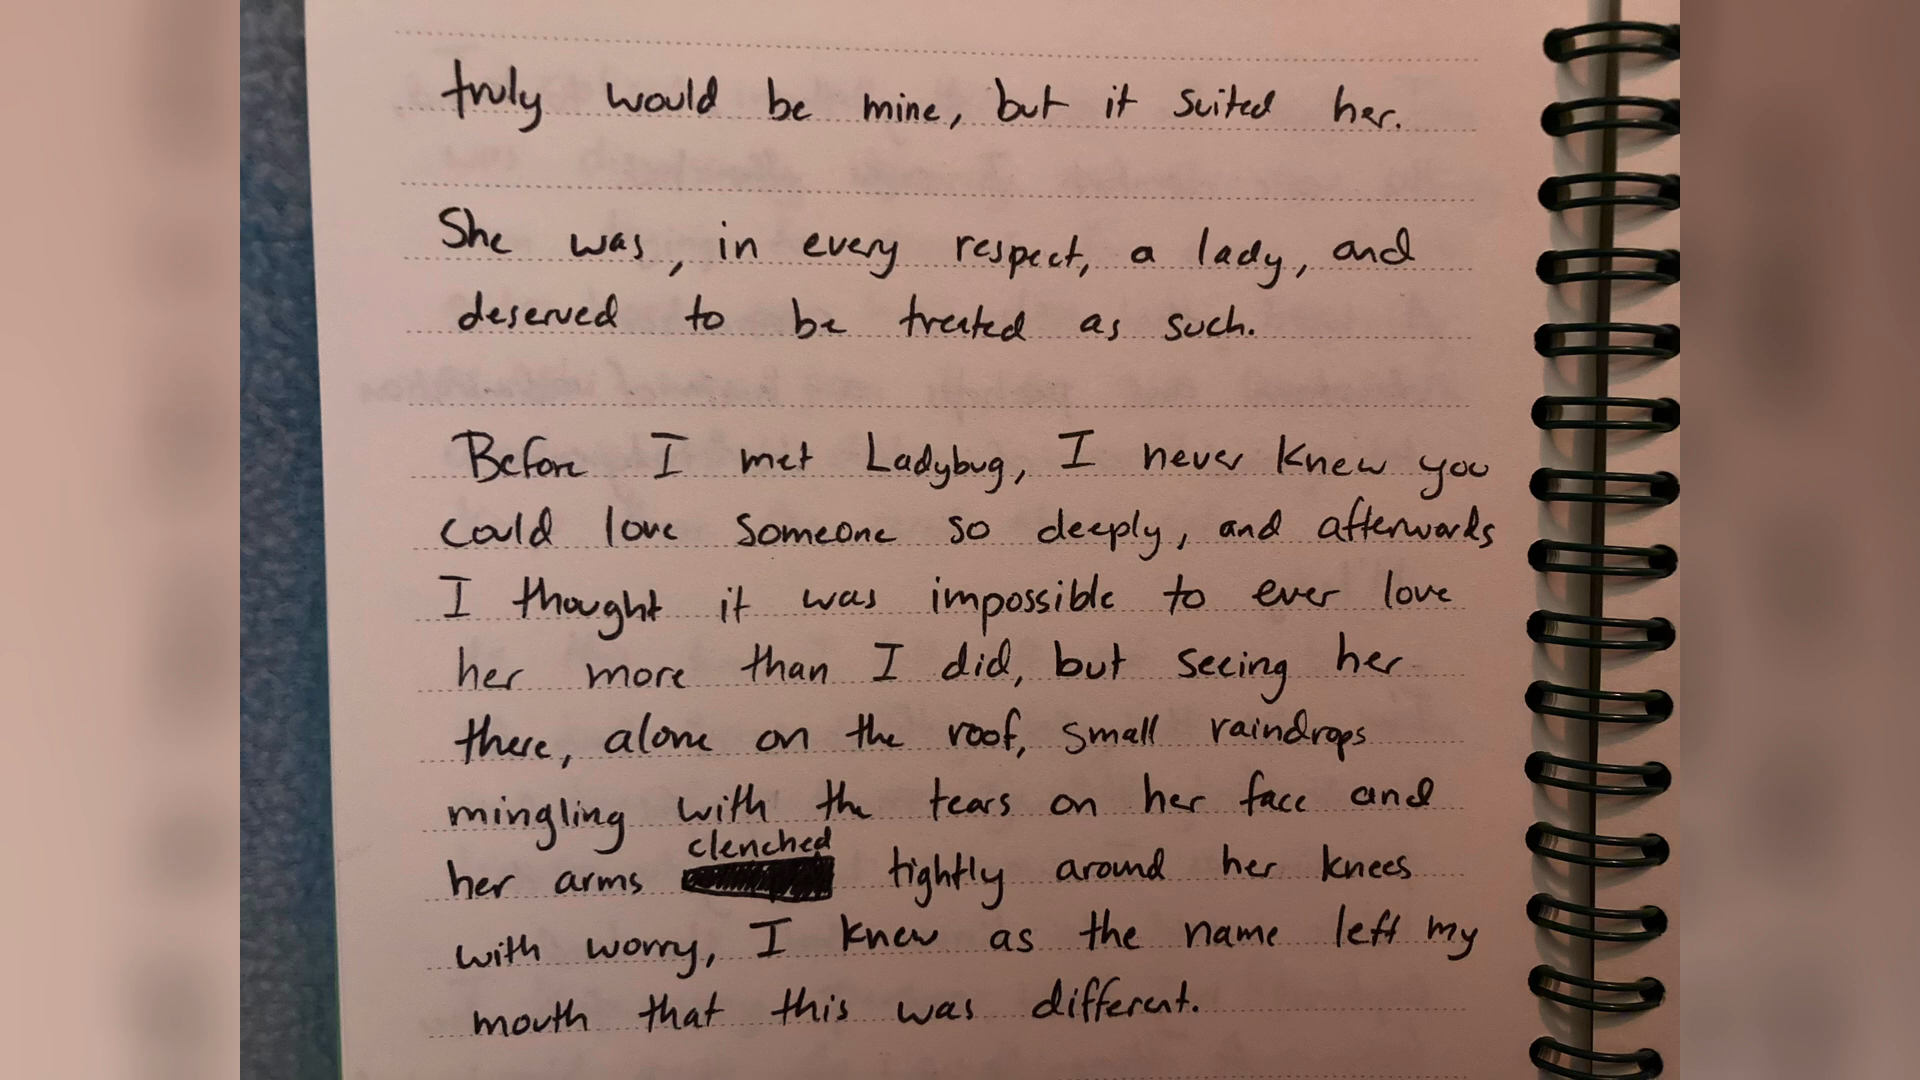 truly would be mine, but it suited her.
She was, in every respect, a lady, and
deserved to be treated as such.
Before I met Ladybug, I never knew you
could love someone so deeply, and afterwards
I thought it was impossible to ever love
her more than I did, but seeing her
there, alone on the roof, small raindrops
mingling with the tears on her face and
clenched
her arms tightly around her knees
with worry, I knew as the name left my
mouth that this was different.